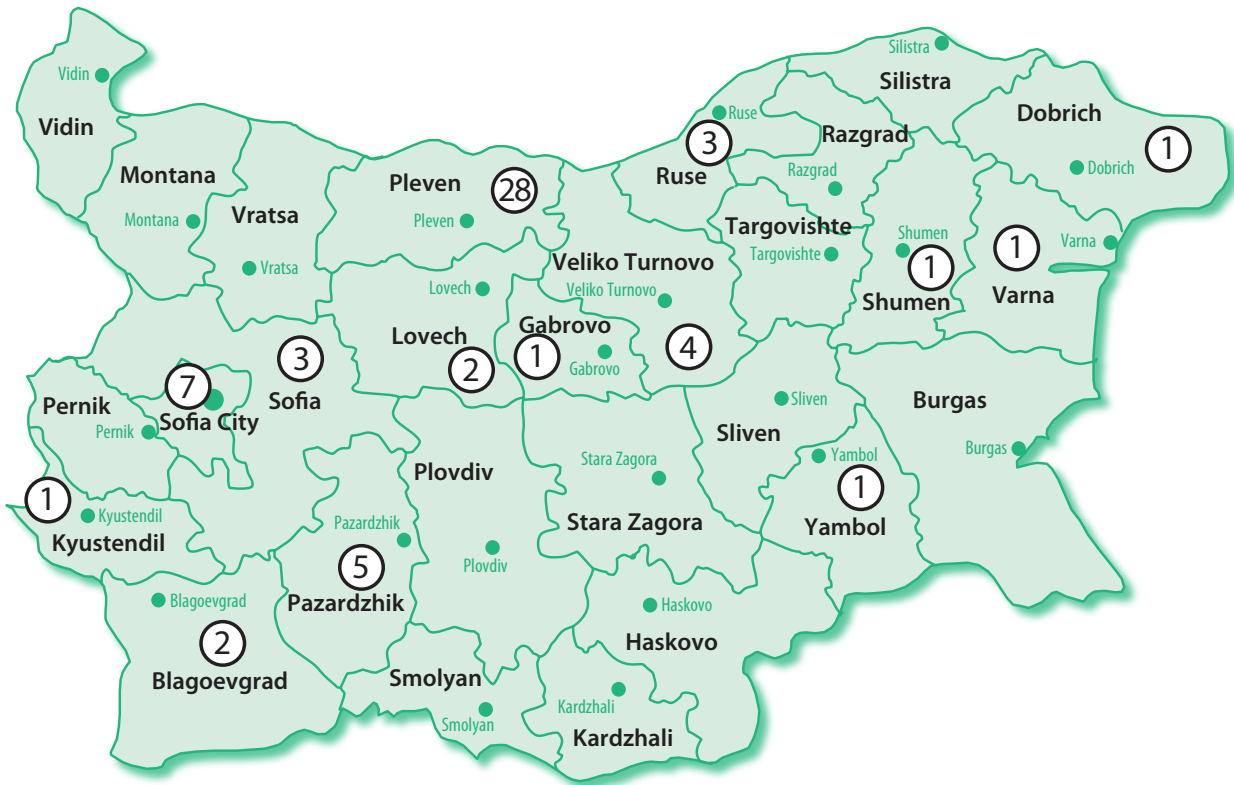 Vidin
Vidin
Montana
Montana
Vratsa
Vratsa
Pleven
28
Pleven
Lovech
Lovech
2
Veliko Turnovo
Veliko Turnovo
4
Gabrovo
1
Gabrovo
Ruse
3
Ruse
Razgrad
Razgrad
Silistra
Silistra
Dobrich
1
Dobrich
Targovishte
Targovishte
Shumen
1
Shumen
Varna
1
Varna
3
Sofia
7
Sofia City
Pernik
Pernik
1
Kyustendil
Kyustendil
Blagoevgrad
2
Blagoevgrad
Pazardzhik
5
Pazardzhik
Plovdiv
Plovdiv
Smolyan
Smolyan
Stara Zagora
Stara Zagora
Sliven
Sliven
Yambol
1
Yambol
Burgas
Burgas
Haskovo
Haskovo
Kardzhali
Kardzhali